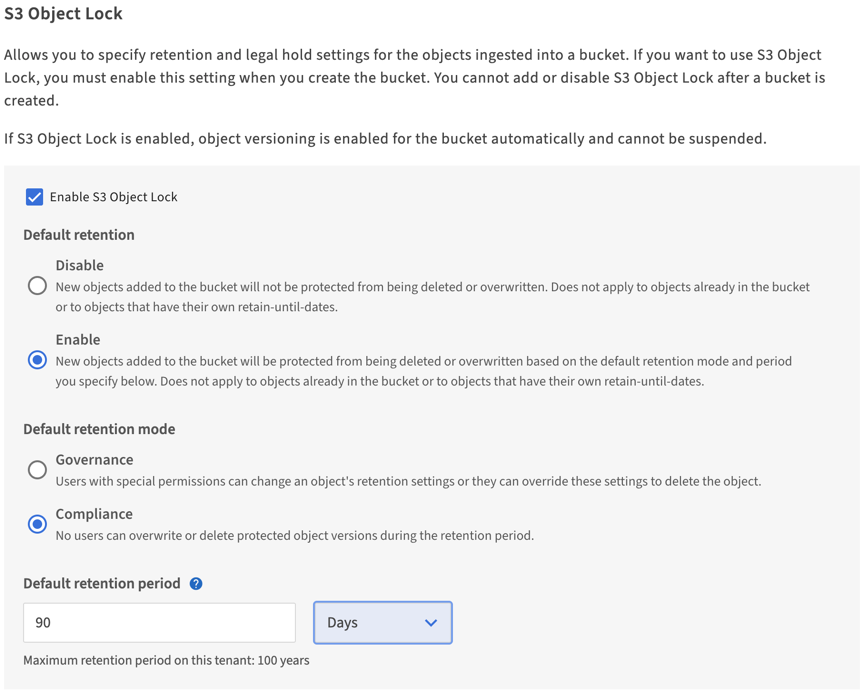 S3 Object Lock
Allows you to specify retention and legal hold settings for the objects ingested into a bucket. If you want to use S3 Object
Lock, you must enable this setting when you create the bucket. You cannot add or disable S3 Object Lock after a bucket is
created.
If S3 Object Lock is enabled, object versioning is enabled for the bucket automatically and cannot be suspended.
Enable S3 Object Lock
Default retention
Disable
New objects added to the bucket will not be protected from being deleted or overwritten. Does not apply to objects already in the bucket
or to objects that have their own retain-until-dates.
Enable
New objects added to the bucket will be protected from being deleted or overwritten based on the default retention mode and period
you specify below. Does not apply to objects already in the bucket or to objects that have their own retain-until-dates.
Default retention mode
Governance
Users with special permissions can change an object's retention settings or they can override these settings to delete the object.
Compliance
No users can overwrite or delete protected object versions during the retention period.
Default retention period ?
90 Days
Maximum retention period on this tenant: 100 years